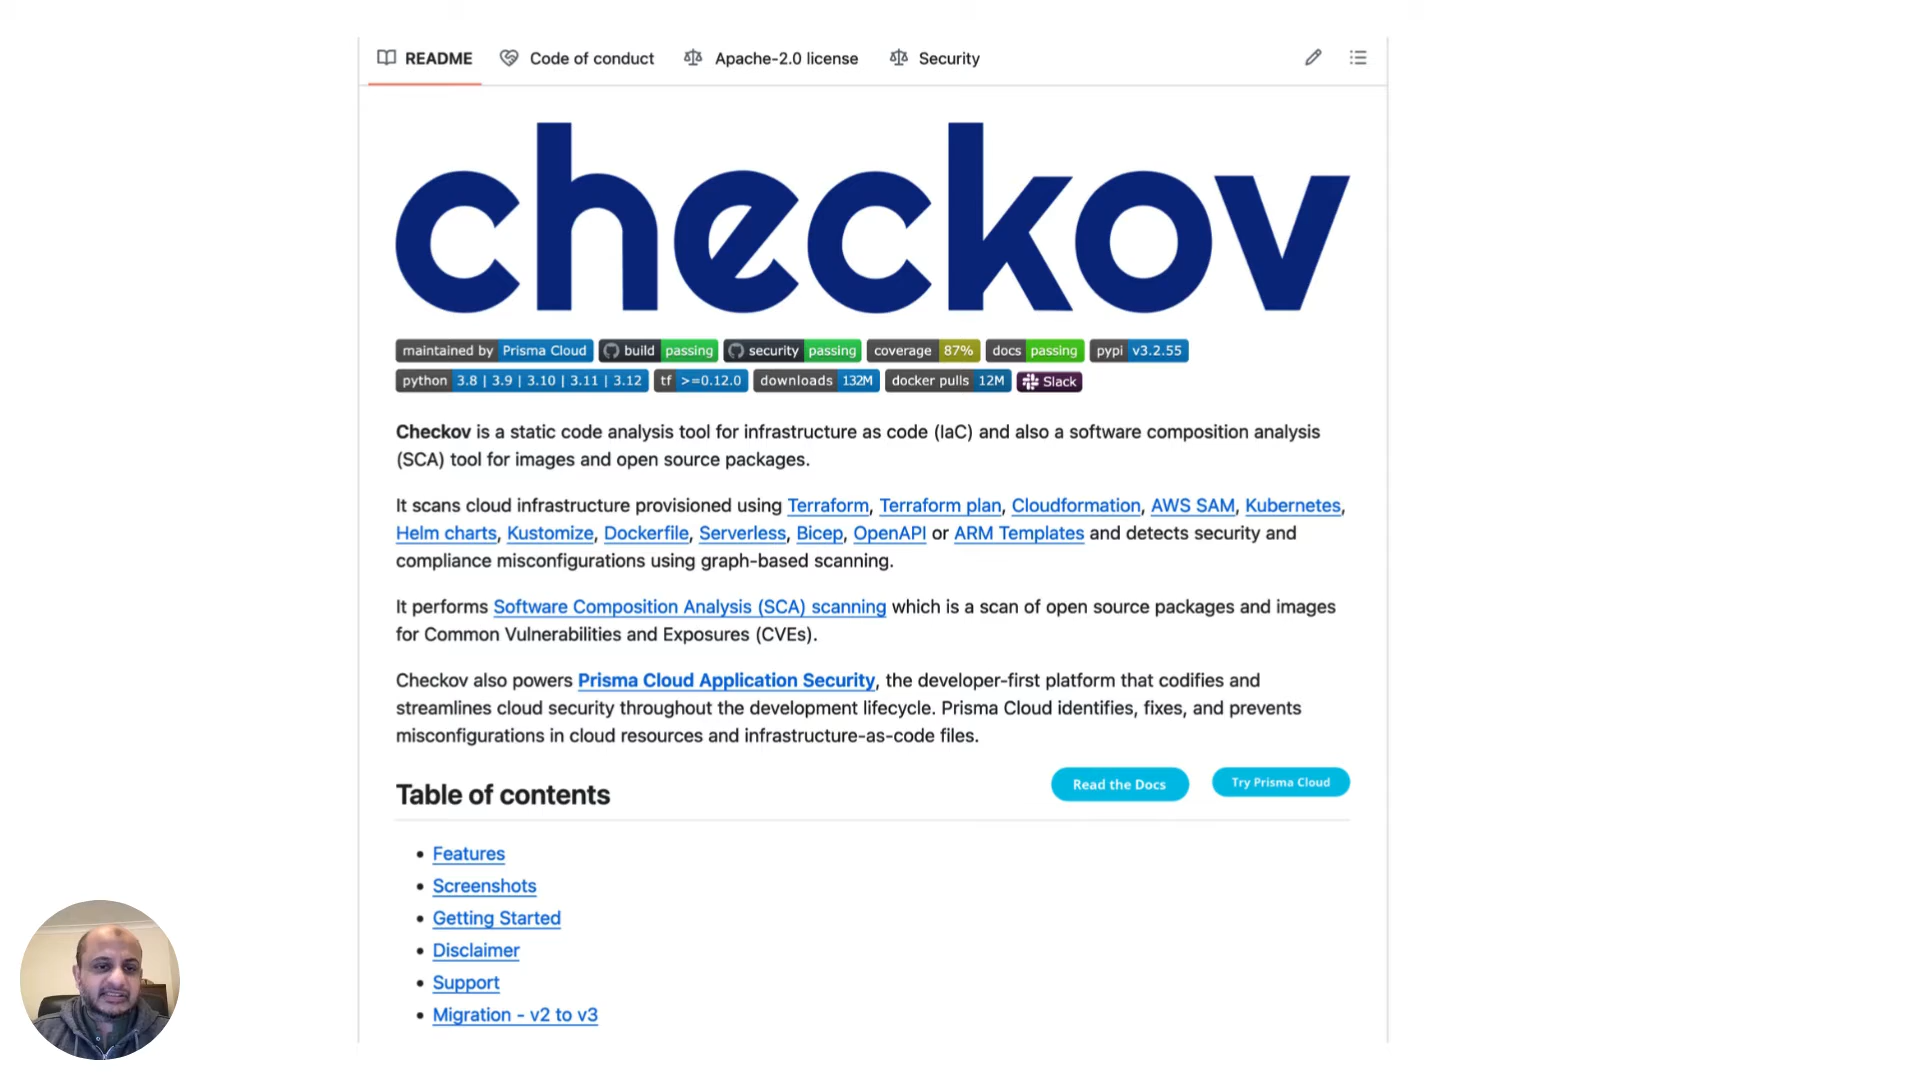 README Code of conduct Apache-2.0 license Security
checkov
maintained by Prisma Cloud build passing security passing coverage 87% docs passing pypi v3.2.55
python 3.8 | 3.9 | 3.10 | 3.11 | 3.12 tf >=0.12.0 downloads 132M docker pulls 12M Slack
Checkov is a static code analysis tool for infrastructure as code (IaC) and also a software composition analysis
(SCA) tool for images and open source packages.
It scans cloud infrastructure provisioned using Terraform, Terraform plan, Cloudformation, AWS SAM, Kubernetes,
Helm charts, Kustomize, Dockerfile, Serverless, Bicep, OpenAPI or ARM Templates and detects security and
compliance misconfigurations using graph-based scanning.
It performs Software Composition Analysis (SCA) scanning which is a scan of open source packages and images
for Common Vulnerabilities and Exposures (CVEs).
Checkov also powers Prisma Cloud Application Security, the developer-first platform that codifies and
streamlines cloud security throughout the development lifecycle. Prisma Cloud identifies, fixes, and prevents
misconfigurations in cloud resources and infrastructure-as-code files.
Read the Docs Try Prisma Cloud
Table of contents
• Features
• Screenshots
• Getting Started
• Disclaimer
• Support
• Migration - v2 to v3